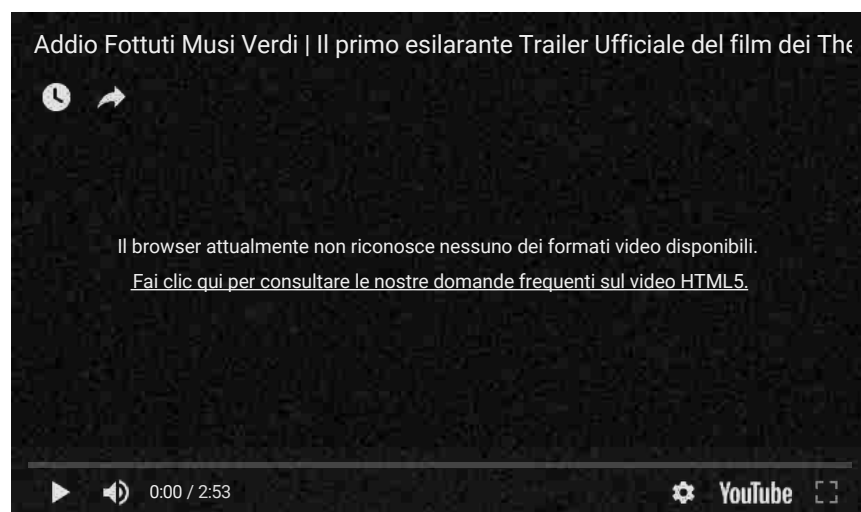 Addio Fottuti Musi Verdi | Il primo esilarante Trailer Ufficiale del film dei The
Il browser attualmente non riconosce nessuno dei formati video disponibili.
Fai clic qui per consultare le nostre domande frequenti sul video HTML5.
0:00 / 2:53
YouTube